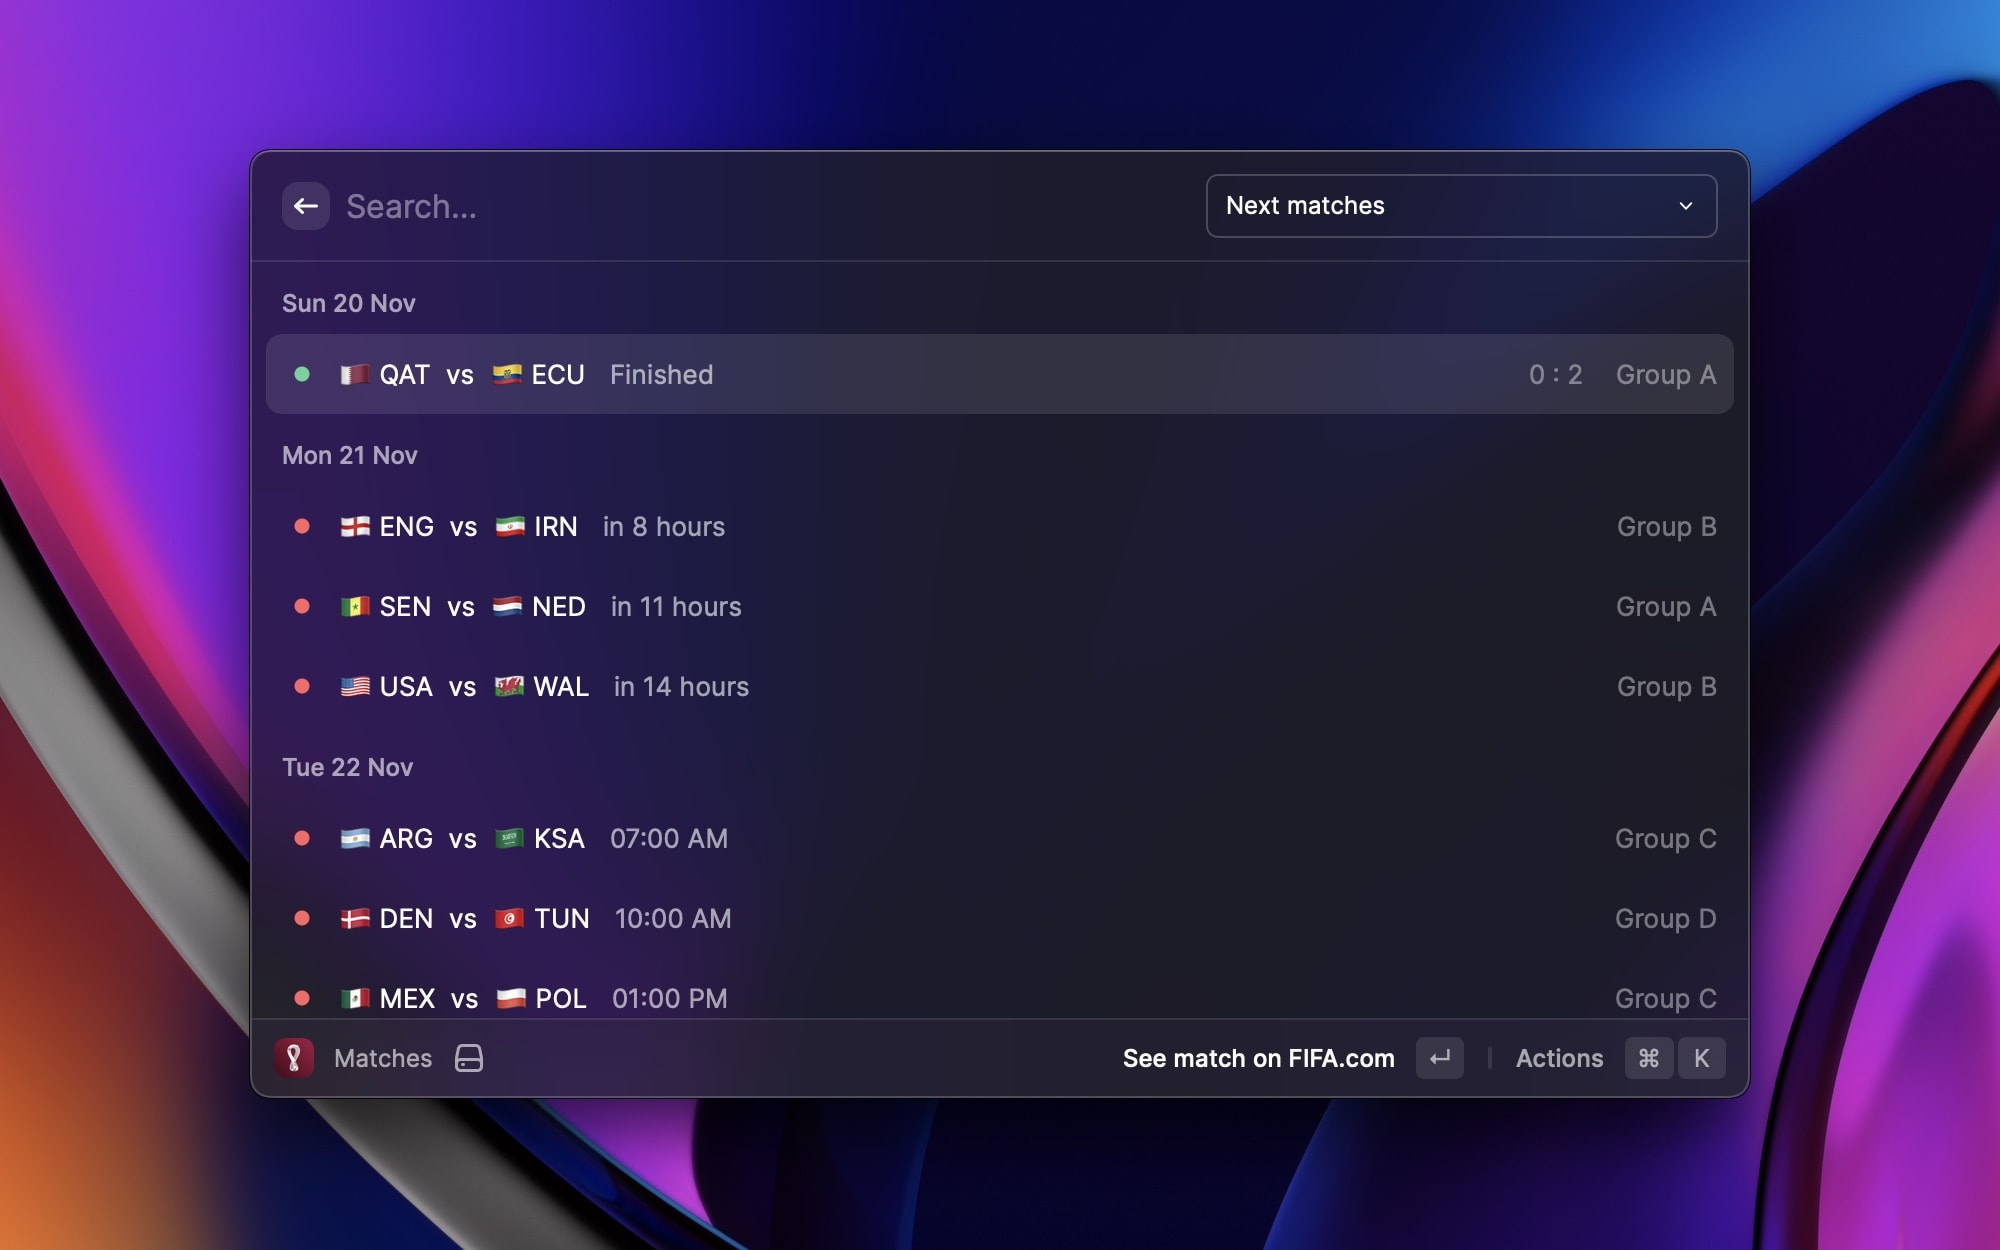 Search...
Next matches
Sun 20 Nov
QAT vs ECU Finished 0 : 2 Group A
Mon 21 Nov
ENG vs IRN in 8 hours Group B
SEN vs NED in 11 hours Group A
USA vs WAL in 14 hours Group B
Tue 22 Nov
ARG vs KSA 07:00 AM Group C
DEN vs TUN 10:00 AM Group D
MEX vs POL 01:00 PM Group C
Matches See match on FIFA.com Actions ⌘ K